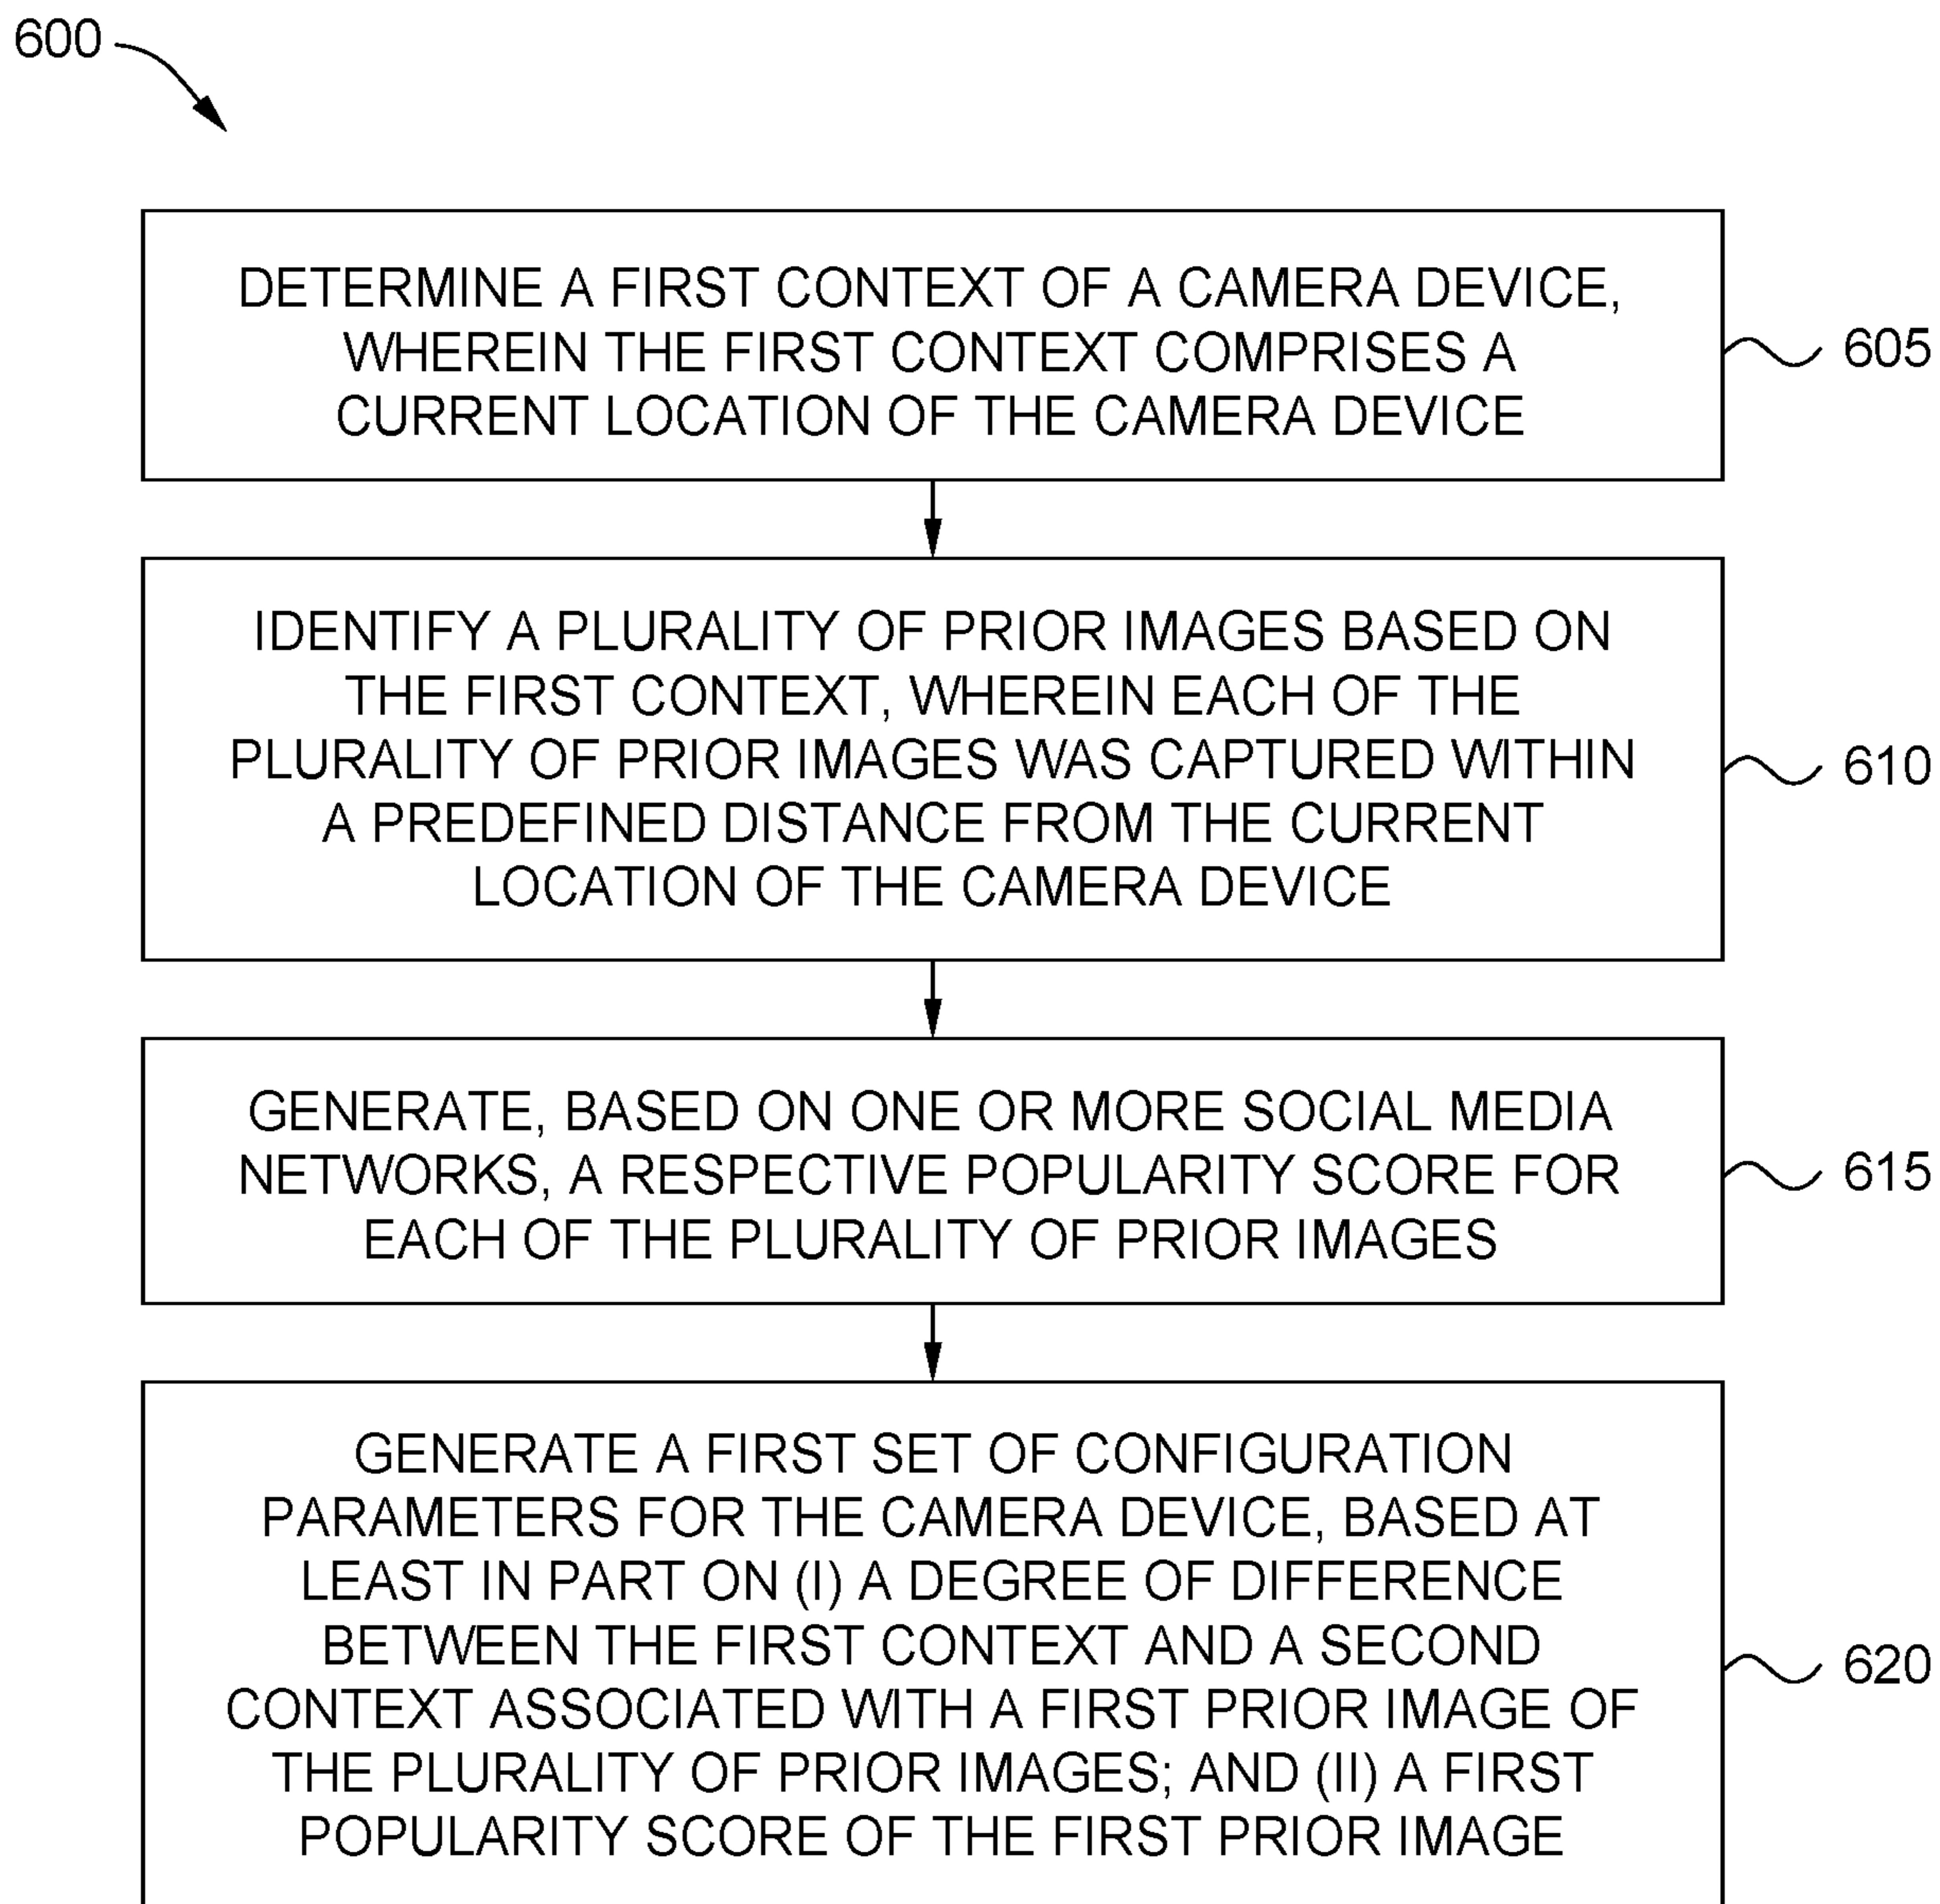 600
DETERMINE A FIRST CONTEXT OF A CAMERA DEVICE,
WHEREIN THE FIRST CONTEXT COMPRISES A
CURRENT LOCATION OF THE CAMERA DEVICE
605
IDENTIFY A PLURALITY OF PRIOR IMAGES BASED ON
THE FIRST CONTEXT, WHEREIN EACH OF THE
PLURALITY OF PRIOR IMAGES WAS CAPTURED WITHIN
A PREDEFINED DISTANCE FROM THE CURRENT
LOCATION OF THE CAMERA DEVICE
610
GENERATE, BASED ON ONE OR MORE SOCIAL MEDIA
NETWORKS, A RESPECTIVE POPULARITY SCORE FOR
EACH OF THE PLURALITY OF PRIOR IMAGES
615
GENERATE A FIRST SET OF CONFIGURATION
PARAMETERS FOR THE CAMERA DEVICE, BASED AT
LEAST IN PART ON (I) A DEGREE OF DIFFERENCE
BETWEEN THE FIRST CONTEXT AND A SECOND
CONTEXT ASSOCIATED WITH A FIRST PRIOR IMAGE OF
THE PLURALITY OF PRIOR IMAGES; AND (II) A FIRST
POPULARITY SCORE OF THE FIRST PRIOR IMAGE
620